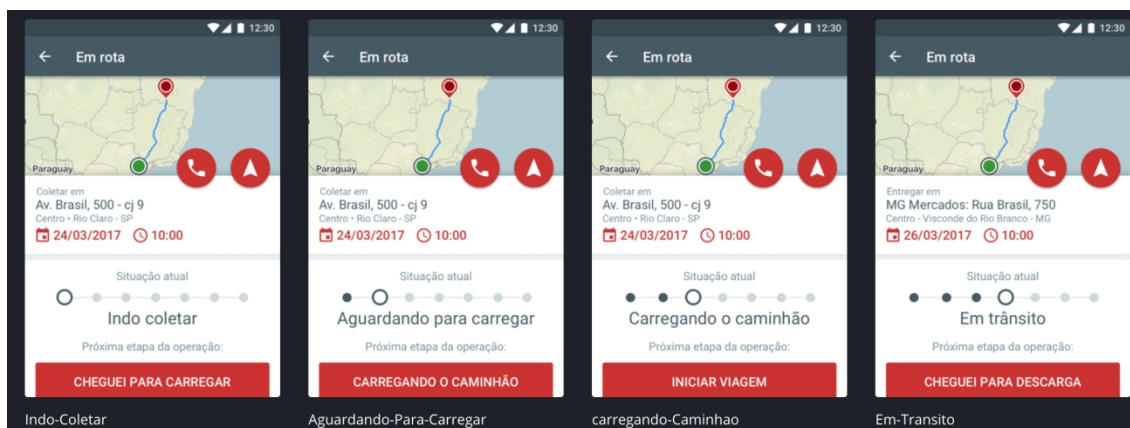 12:30
Em rota
Paraguay
Coletar em
Av. Brasil, 500 - cj 9
Centro • Rio Claro - SP
24/03/2017 10:00
Situação atual
Indo coletar
Próxima etapa da operação:
CHEGUEI PARA CARREGAR
Indo-Coletar
12:30
Em rota
Paraguay
Coletar em
Av. Brasil, 500 - cj 9
Centro • Rio Claro - SP
24/03/2017 10:00
Situação atual
Aguardando para carregar
Próxima etapa da operação:
CARREGANDO O CAMINHÃO
Aguardando-Para-Carregar
12:30
Em rota
Paraguay
Coletar em
Av. Brasil, 500 - cj 9
Centro • Rio Claro - SP
24/03/2017 10:00
Situação atual
Carregando o caminhão
Próxima etapa da operação:
INICIAR VIAGEM
carregando-Caminhao
12:30
Em rota
Paraguay
Entregar em
MG Mercados: Rua Brasil, 750
Centro - Visconde do Rio Branco - MG
26/03/2017 10:00
Situação atual
Em trânsito
Próxima etapa da operação:
CHEGUEI PARA DESCARGA
Em-Transito